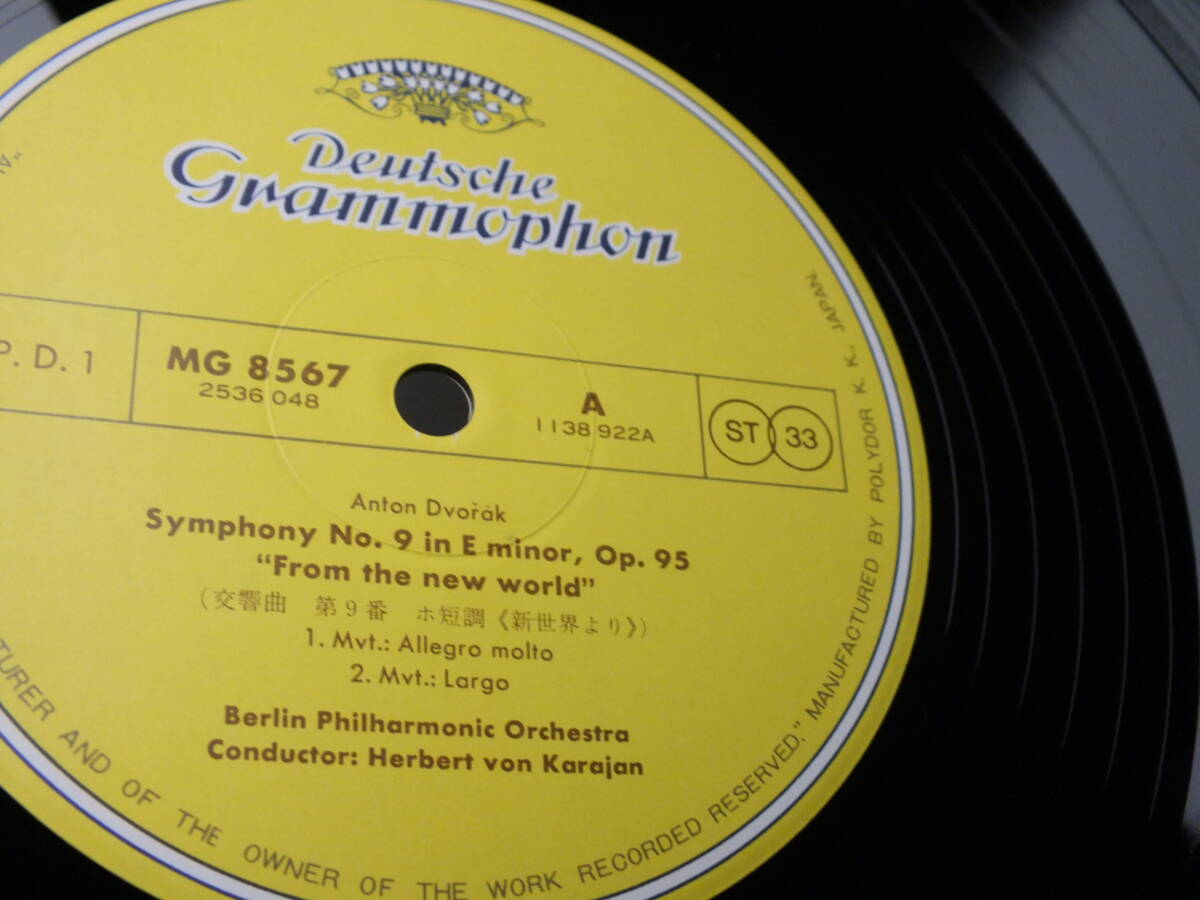 Deutsche
Grammophon
P. D. 1
MG 8567
2536 048
A
1138 922A
ST 33
Anton Dvořák
Symphony No. 9 in E minor, Op. 95
“From the new world”
(交響曲 第9番 ホ短調《新世界より》)
1. Mvt.: Allegro molto
2. Mvt.: Largo
Berlin Philharmonic Orchestra
Conductor: Herbert von Karajan
AND OF THE OWNER OF THE WORK RECORDED RESERVED.” MANUFACTURED BY POLYDOR K. K. JAPAN